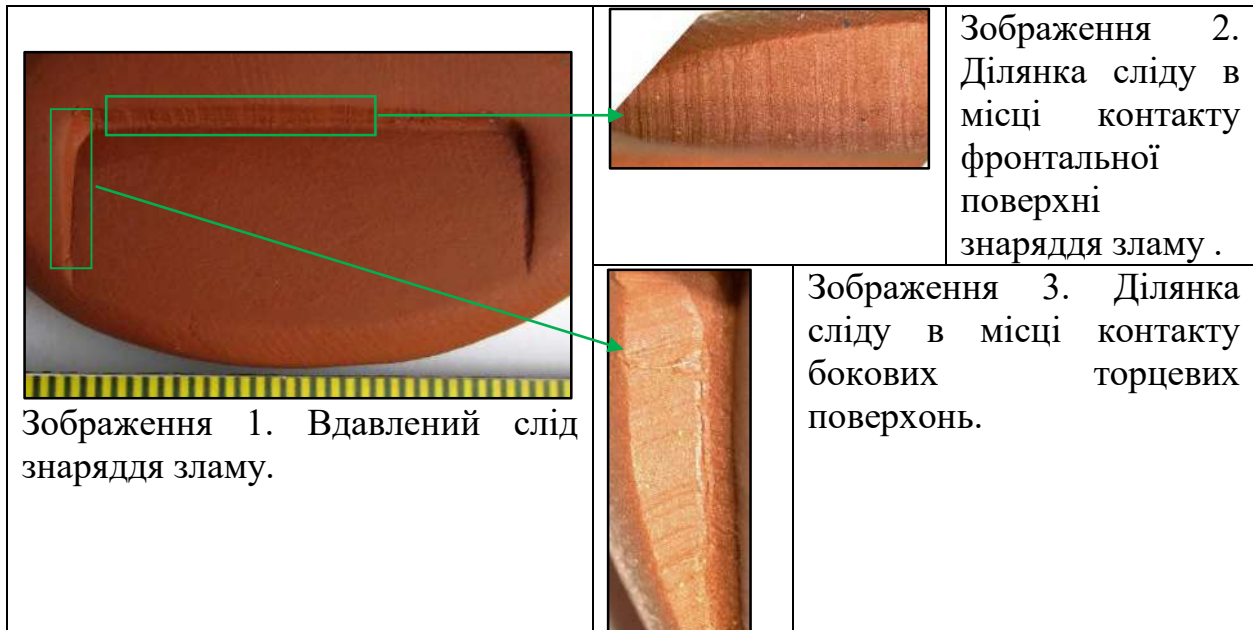 Зображення 2.
Ділянка сліду в
місці контакту
фронтальної
поверхні
знаряддя зламу .
Зображення 3. Ділянка
сліду в місці контакту
бокових торцевих
поверхонь.
Зображення 1. Вдавлений слід
знаряддя зламу.